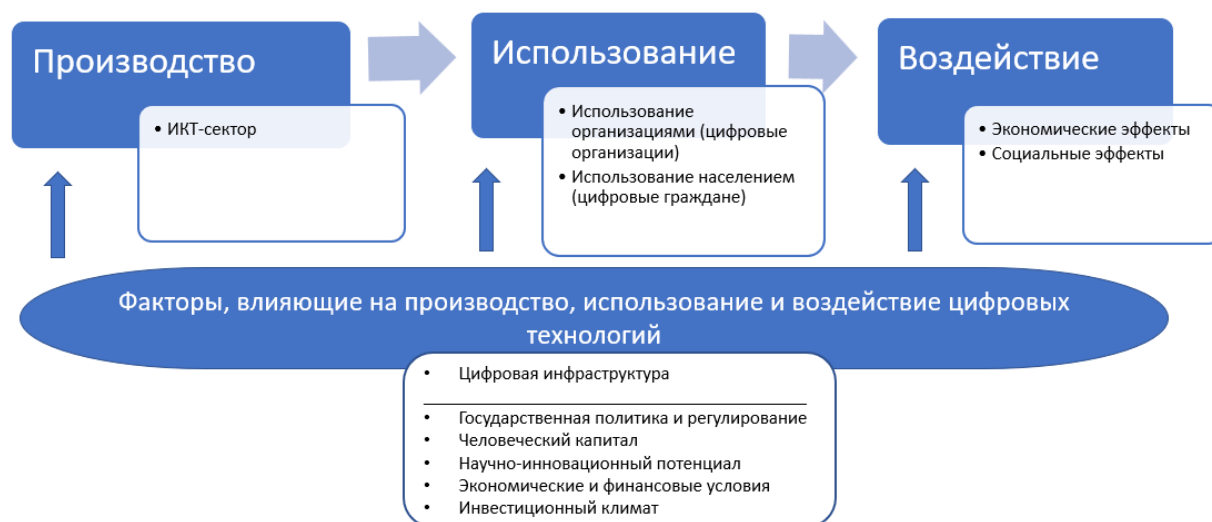 Производство
• ИКТ-сектор
Использование
• Использование
организациями (цифровые
организации)
• Использование населением
(цифровые граждане)
Воздействие
• Экономические эффекты
• Социальные эффекты
Факторы, влияющие на производство, использование и воздействие цифровых
технологий
• Цифровая инфраструктура
• Государственная политика и регулирование
• Человеческий капитал
• Научно-инновационный потенциал
• Экономические и финансовые условия
• Инвестиционный климат